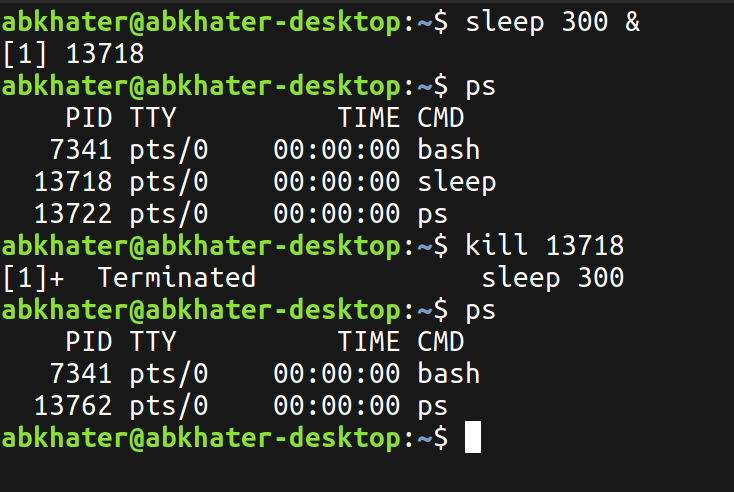 abkhater@abkhater-desktop:~$ sleep 300 &
[1] 13718
abkhater@abkhater-desktop:~$ ps
    PID TTY          TIME CMD
   7341 pts/0    00:00:00 bash
  13718 pts/0    00:00:00 sleep
  13722 pts/0    00:00:00 ps
abkhater@abkhater-desktop:~$ kill 13718
[1]+  Terminated              sleep 300
abkhater@abkhater-desktop:~$ ps
    PID TTY          TIME CMD
   7341 pts/0    00:00:00 bash
  13762 pts/0    00:00:00 ps
abkhater@abkhater-desktop:~$